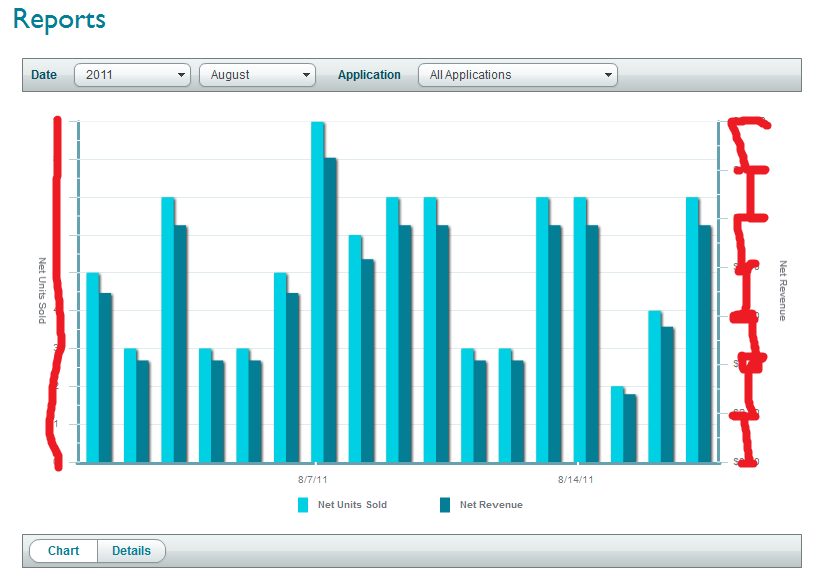 Reports
Date 2011 August Application All Applications
Net Units Sold
Net Revenue
1
8/7/11 8/14/11
Net Units Sold Net Revenue
Chart Details